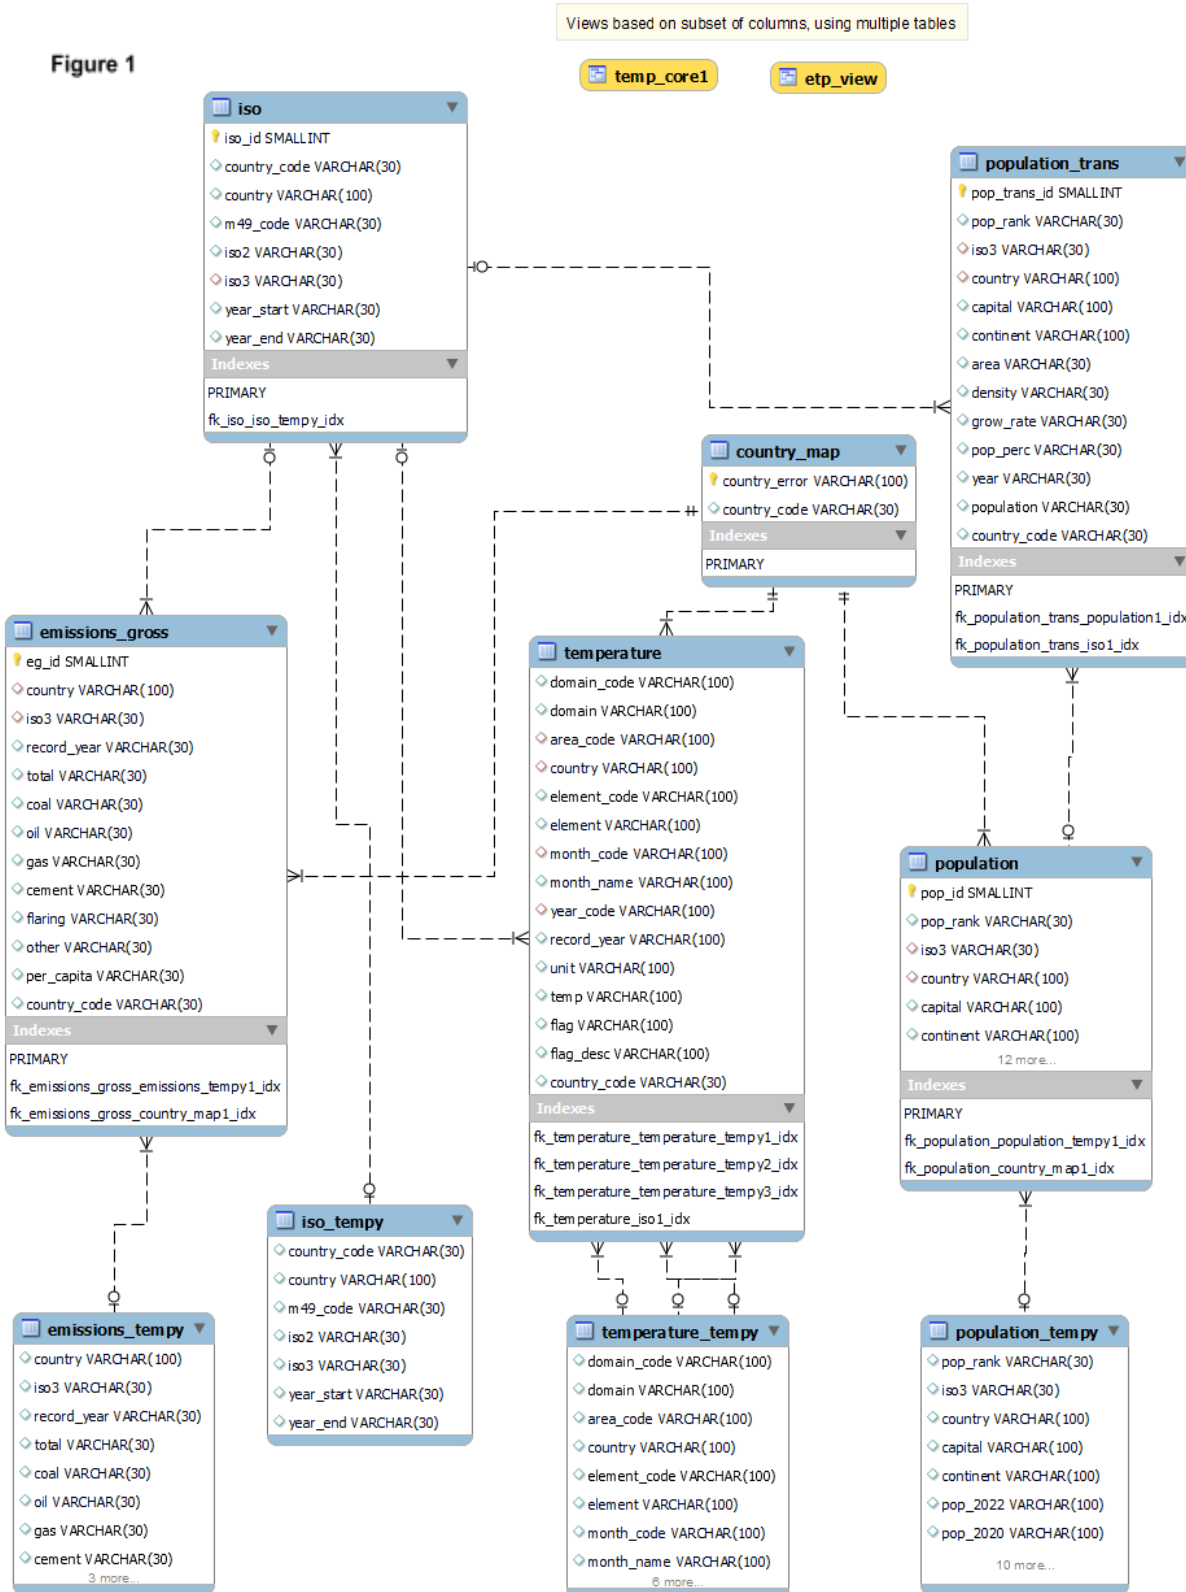 Views based on subset of columns, using multiple tables
Figure 1
temp_core1
etp_view
iso
iso_id SMALLINT
country_code VARCHAR(30)
country VARCHAR(100)
m49_code VARCHAR(30)
iso2 VARCHAR(30)
iso3 VARCHAR(30)
year_start VARCHAR(30)
year_end VARCHAR(30)
Indexes
PRIMARY
fk_iso_iso_tempy_idx
population_trans
pop_trans_id SMALLINT
pop_rank VARCHAR(30)
iso3 VARCHAR(30)
country VARCHAR(100)
capital VARCHAR(100)
continent VARCHAR(100)
area VARCHAR(30)
density VARCHAR(30)
grow_rate VARCHAR(30)
pop_perc VARCHAR(30)
year VARCHAR(30)
population VARCHAR(30)
country_code VARCHAR(30)
Indexes
PRIMARY
fk_population_trans_population1_idx
fk_population_trans_iso1_idx
country_map
country_error VARCHAR(100)
country_code VARCHAR(30)
Indexes
PRIMARY
emissions_gross
eg_id SMALLINT
country VARCHAR(100)
iso3 VARCHAR(30)
record_year VARCHAR(30)
total VARCHAR(30)
coal VARCHAR(30)
oil VARCHAR(30)
gas VARCHAR(30)
cement VARCHAR(30)
flaring VARCHAR(30)
other VARCHAR(30)
per_capita VARCHAR(30)
country_code VARCHAR(30)
Indexes
PRIMARY
fk_emissions_gross_emissions_tempy1_idx
fk_emissions_gross_country_map1_idx
temperature
domain_code VARCHAR(100)
domain VARCHAR(100)
area_code VARCHAR(100)
country VARCHAR(100)
element_code VARCHAR(100)
element VARCHAR(100)
month_code VARCHAR(100)
month_name VARCHAR(100)
year_code VARCHAR(100)
record_year VARCHAR(100)
unit VARCHAR(100)
temp VARCHAR(100)
flag VARCHAR(100)
flag_desc VARCHAR(100)
country_code VARCHAR(30)
Indexes
fk_temperature_temperature_tempy1_idx
fk_temperature_temperature_tempy2_idx
fk_temperature_temperature_tempy3_idx
fk_temperature_iso1_idx
population
pop_id SMALLINT
pop_rank VARCHAR(30)
iso3 VARCHAR(30)
country VARCHAR(100)
capital VARCHAR(100)
continent VARCHAR(100)
12 more...
Indexes
PRIMARY
fk_population_population_tempy1_idx
fk_population_country_map1_idx
iso_tempy
country_code VARCHAR(30)
country VARCHAR(100)
m49_code VARCHAR(30)
iso2 VARCHAR(30)
iso3 VARCHAR(30)
year_start VARCHAR(30)
year_end VARCHAR(30)
emissions_tempy
country VARCHAR(100)
iso3 VARCHAR(30)
record_year VARCHAR(30)
total VARCHAR(30)
coal VARCHAR(30)
oil VARCHAR(30)
gas VARCHAR(30)
cement VARCHAR(30)
3 more...
temperature_tempy
domain_code VARCHAR(100)
domain VARCHAR(100)
area_code VARCHAR(100)
country VARCHAR(100)
element_code VARCHAR(100)
element VARCHAR(100)
month_code VARCHAR(100)
month_name VARCHAR(100)
6 more...
population_tempy
pop_rank VARCHAR(30)
iso3 VARCHAR(30)
country VARCHAR(100)
capital VARCHAR(100)
continent VARCHAR(100)
pop_2022 VARCHAR(100)
pop_2020 VARCHAR(100)
10 more...